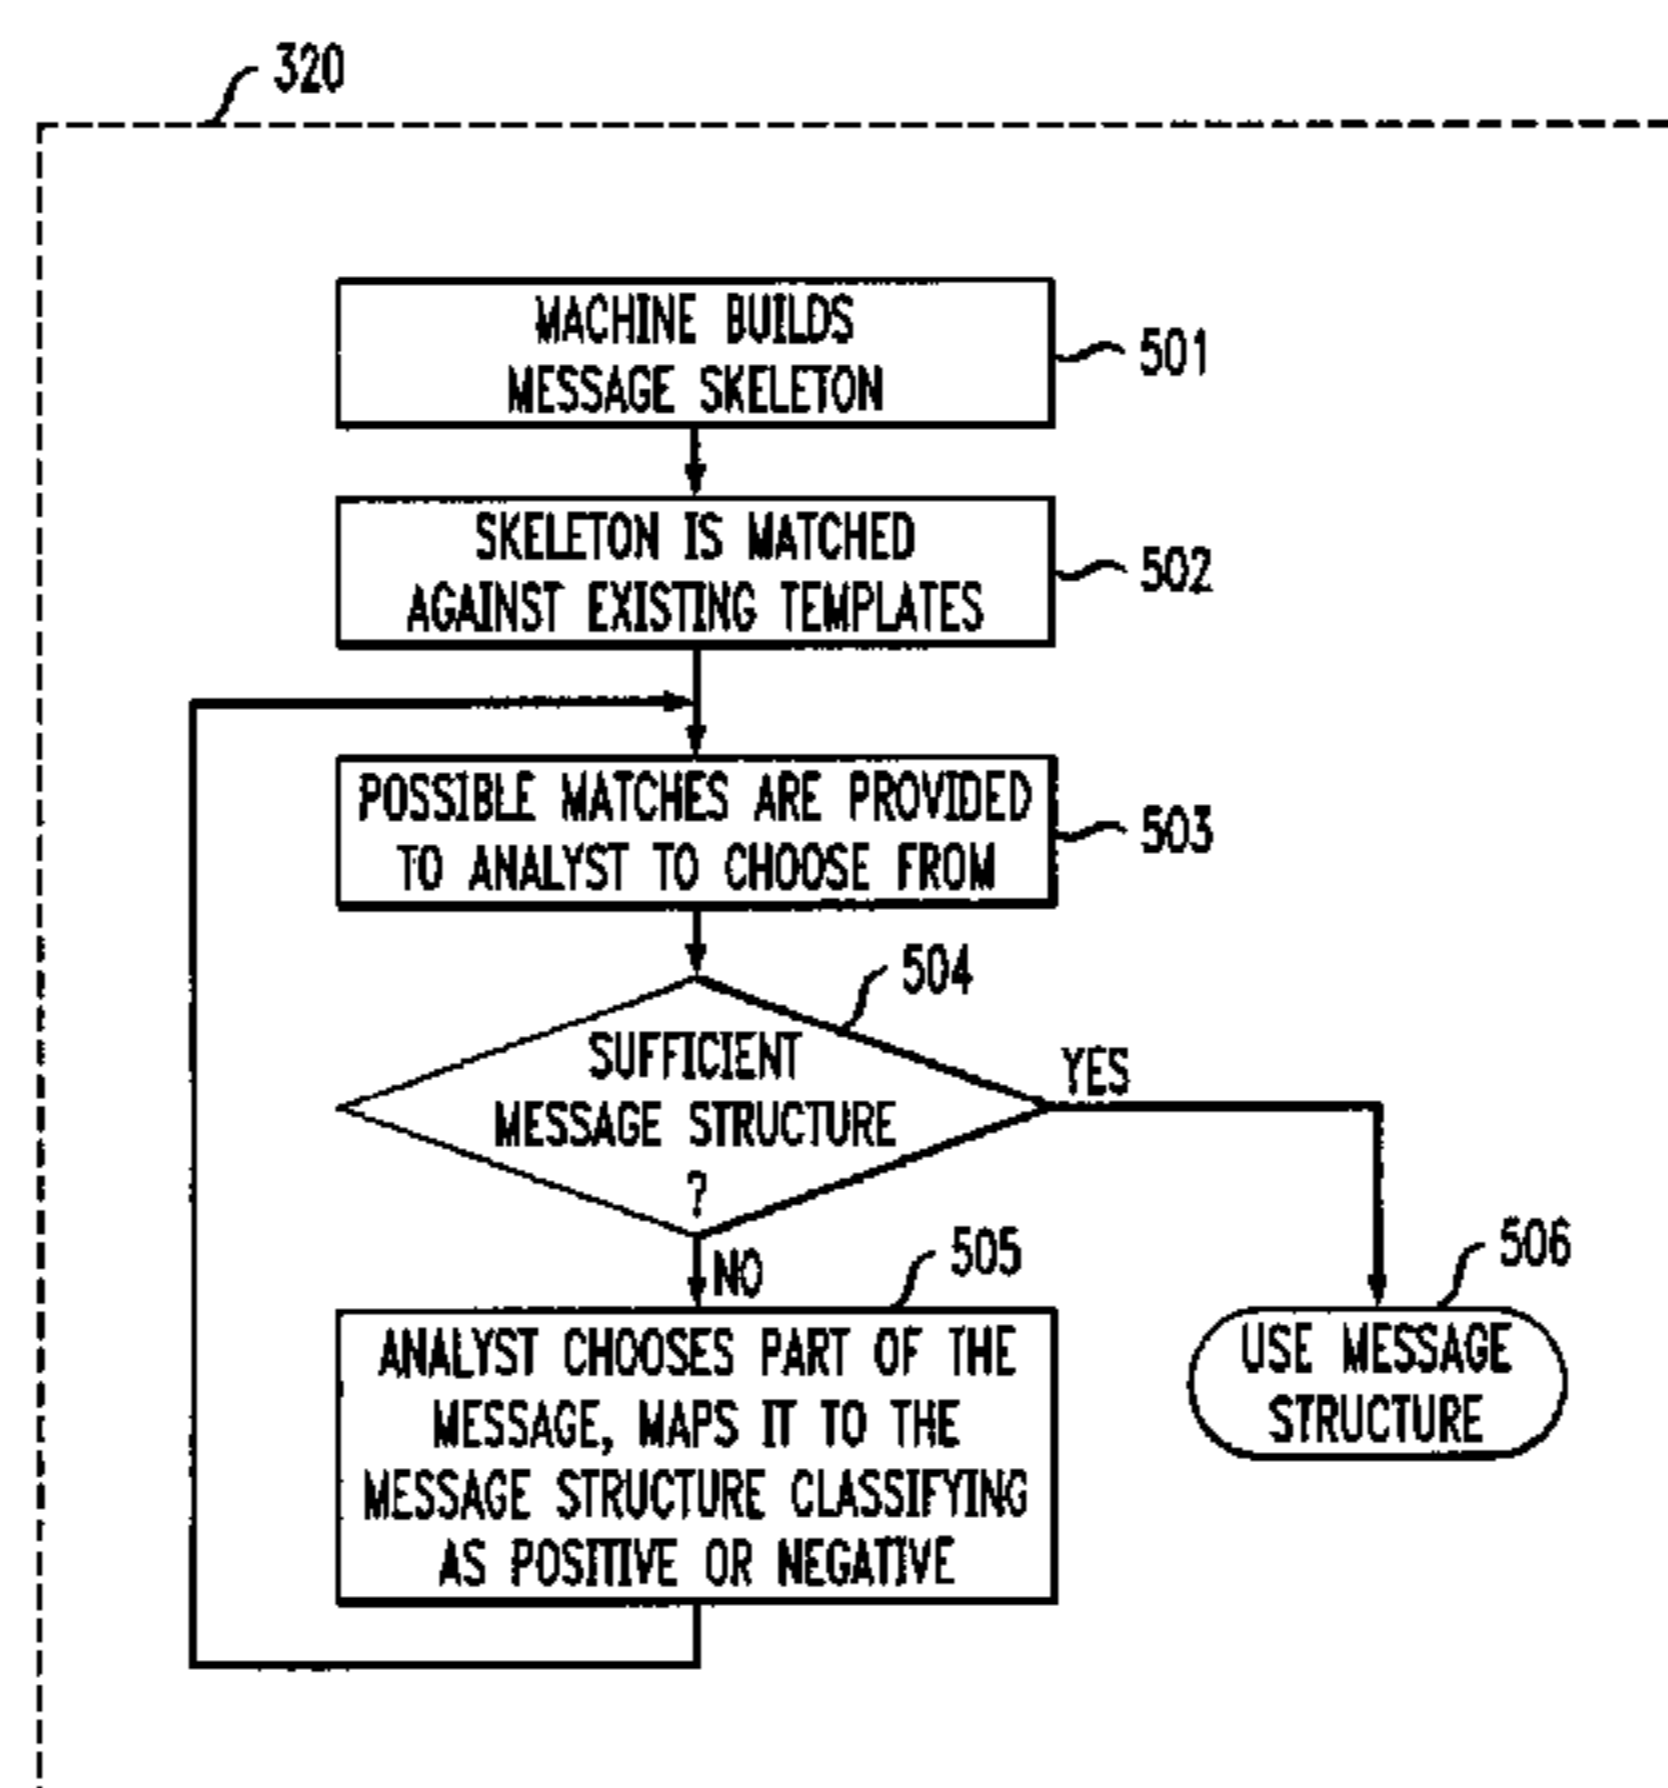 320
MACHINE BUILDS
MESSAGE SKELETON
501
SKELETON IS MATCHED
AGAINST EXISTING TEMPLATES
502
POSSIBLE MATCHES ARE PROVIDED
TO ANALYST TO CHOOSE FROM
503
504
SUFFICIENT
MESSAGE STRUCTURE
?
YES
NO
505
ANALYST CHOOSES PART OF THE
MESSAGE, MAPS IT TO THE
MESSAGE STRUCTURE CLASSIFYING
AS POSITIVE OR NEGATIVE
506
USE MESSAGE
STRUCTURE